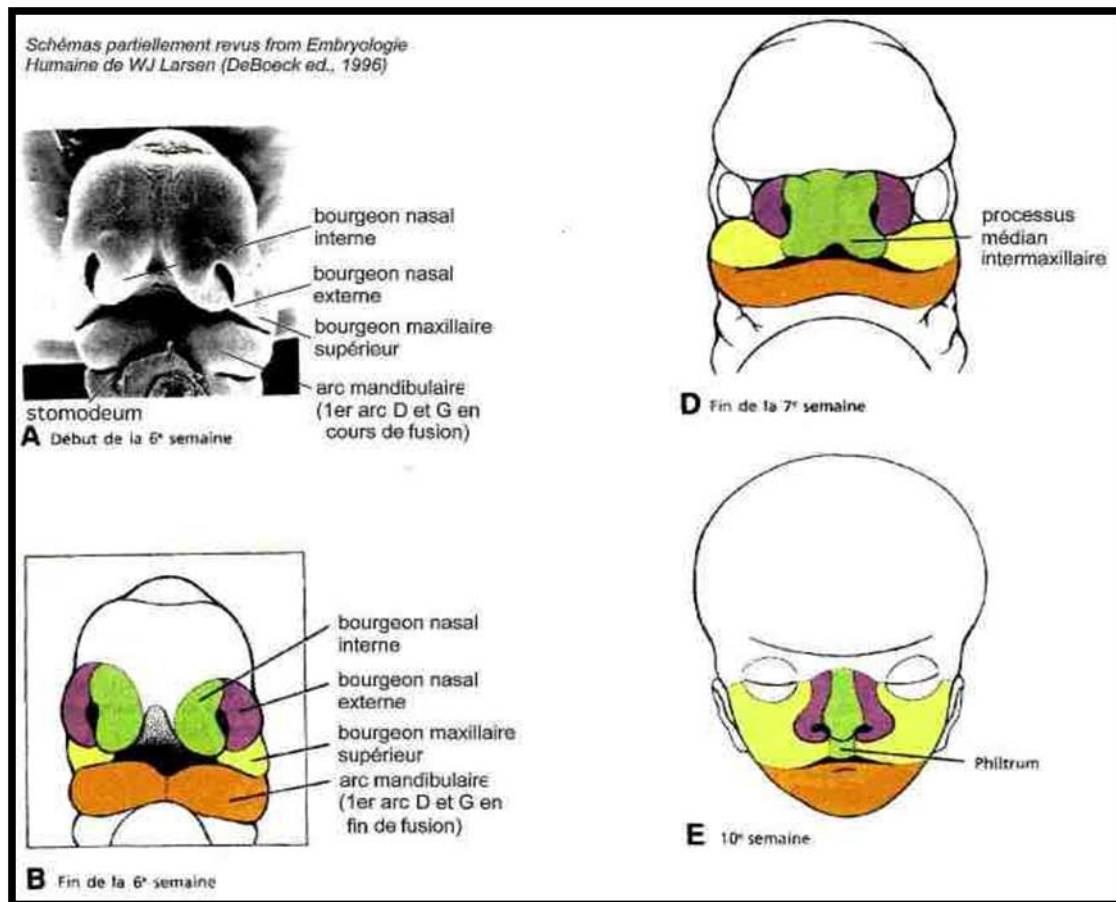 Schémas partiellement revus from Embryologie
Humaine de WJ Larsen (DeBoeck ed., 1996)
bourgeon nasal
interne
bourgeon nasal
externe
bourgeon maxillaire
supérieur
arc mandibulaire
(1er arc D et G en
cours de fusion)
stomodeum
A Début de la 6e semaine
bourgeon nasal
interne
bourgeon nasal
externe
bourgeon maxillaire
supérieur
arc mandibulaire
(1er arc D et G en
fin de fusion)
B Fin de la 6e semaine
processus
médian
intermaxillaire
D Fin de la 7e semaine
Philtrum
E 10e semaine